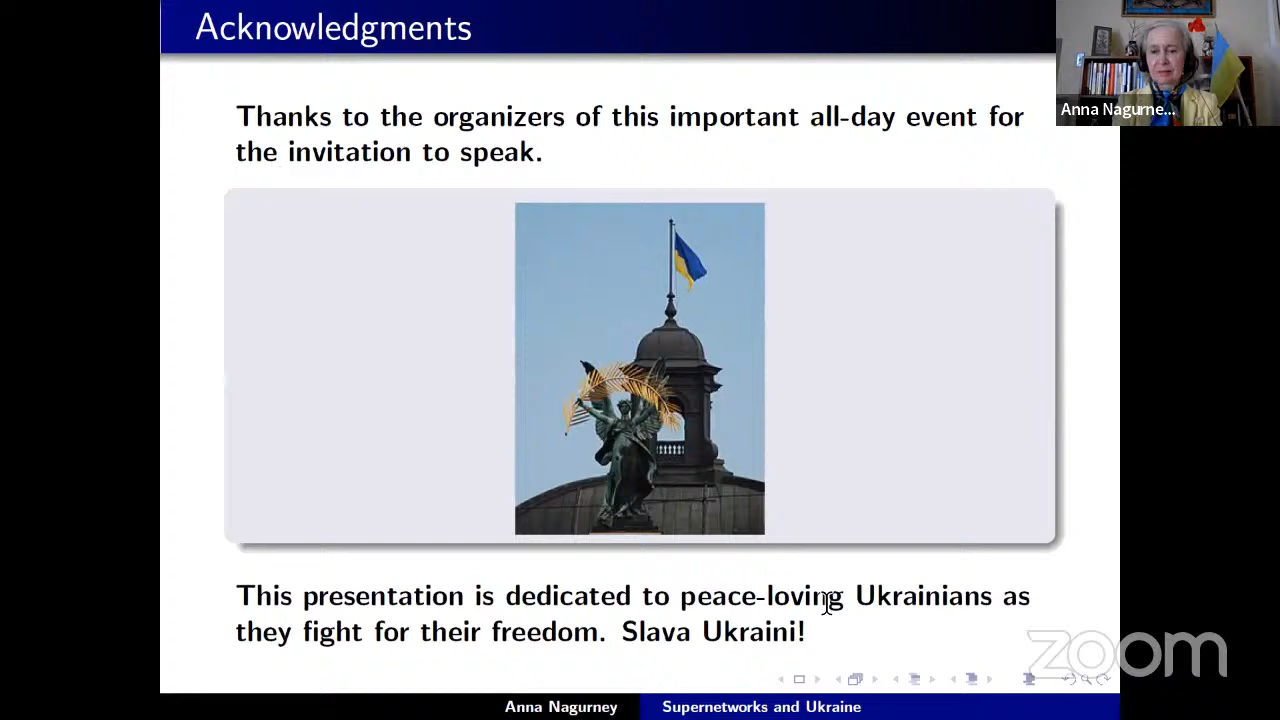 Acknowledgments
Anna Nagurne...
Thanks to the organizers of this important all-day event for
the invitation to speak.
This presentation is dedicated to peace-loving Ukrainians as
they fight for their freedom. Slava Ukraini!
zoom
Anna Nagurney
Supernetworks and Ukraine